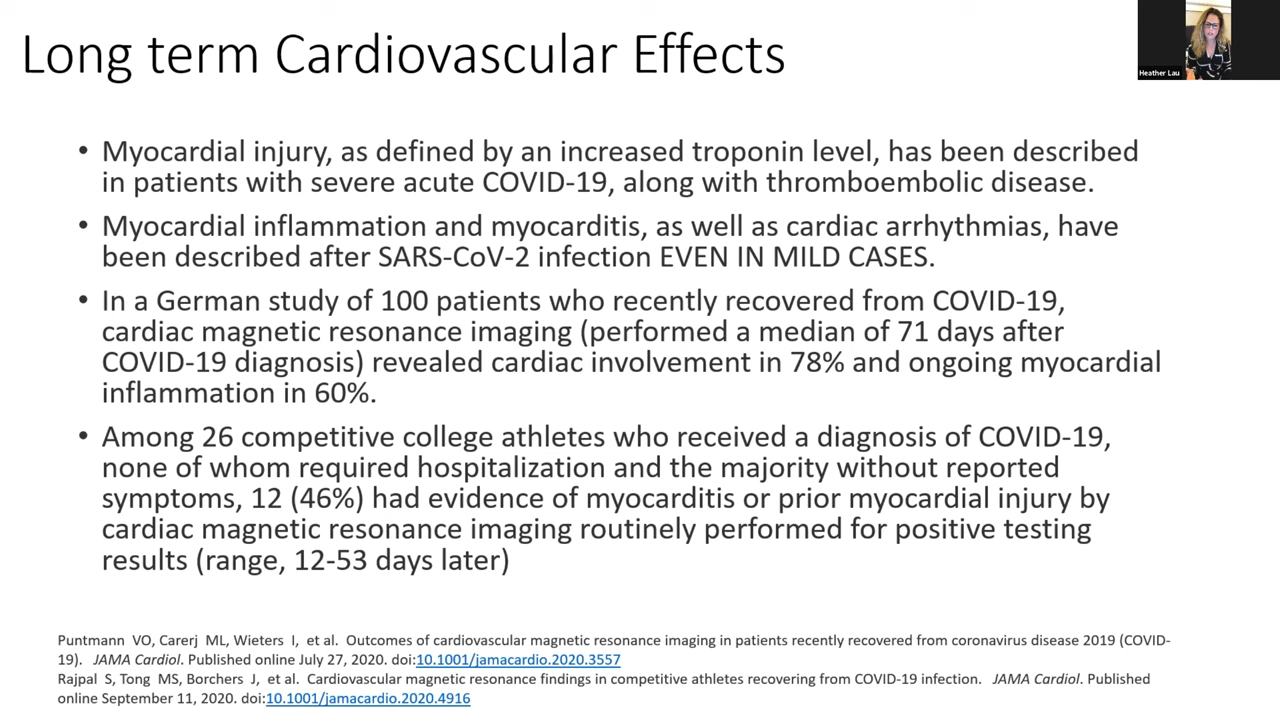 Long term Cardiovascular Effects
Heather Lau
• Myocardial injury, as defined by an increased troponin level, has been described
in patients with severe acute COVID-19, along with thromboembolic disease.
• Myocardial inflammation and myocarditis, as well as cardiac arrhythmias, have
been described after SARS-CoV-2 infection EVEN IN MILD CASES.
• In a German study of 100 patients who recently recovered from COVID-19,
cardiac magnetic resonance imaging (performed a median of 71 days after
COVID-19 diagnosis) revealed cardiac involvement in 78% and ongoing myocardial
inflammation in 60%.
• Among 26 competitive college athletes who received a diagnosis of COVID-19,
none of whom required hospitalization and the majority without reported
symptoms, 12 (46%) had evidence of myocarditis or prior myocardial injury by
cardiac magnetic resonance imaging routinely performed for positive testing
results (range, 12-53 days later)
Puntmann VO, Carerj ML, Wieters I, et al. Outcomes of cardiovascular magnetic resonance imaging in patients recently recovered from coronavirus disease 2019 (COVID-
19). JAMA Cardiol. Published online July 27, 2020. doi:10.1001/jamacardio.2020.3557
Rajpal S, Tong MS, Borchers J, et al. Cardiovascular magnetic resonance findings in competitive athletes recovering from COVID-19 infection. JAMA Cardiol. Published
online September 11, 2020. doi:10.1001/jamacardio.2020.4916